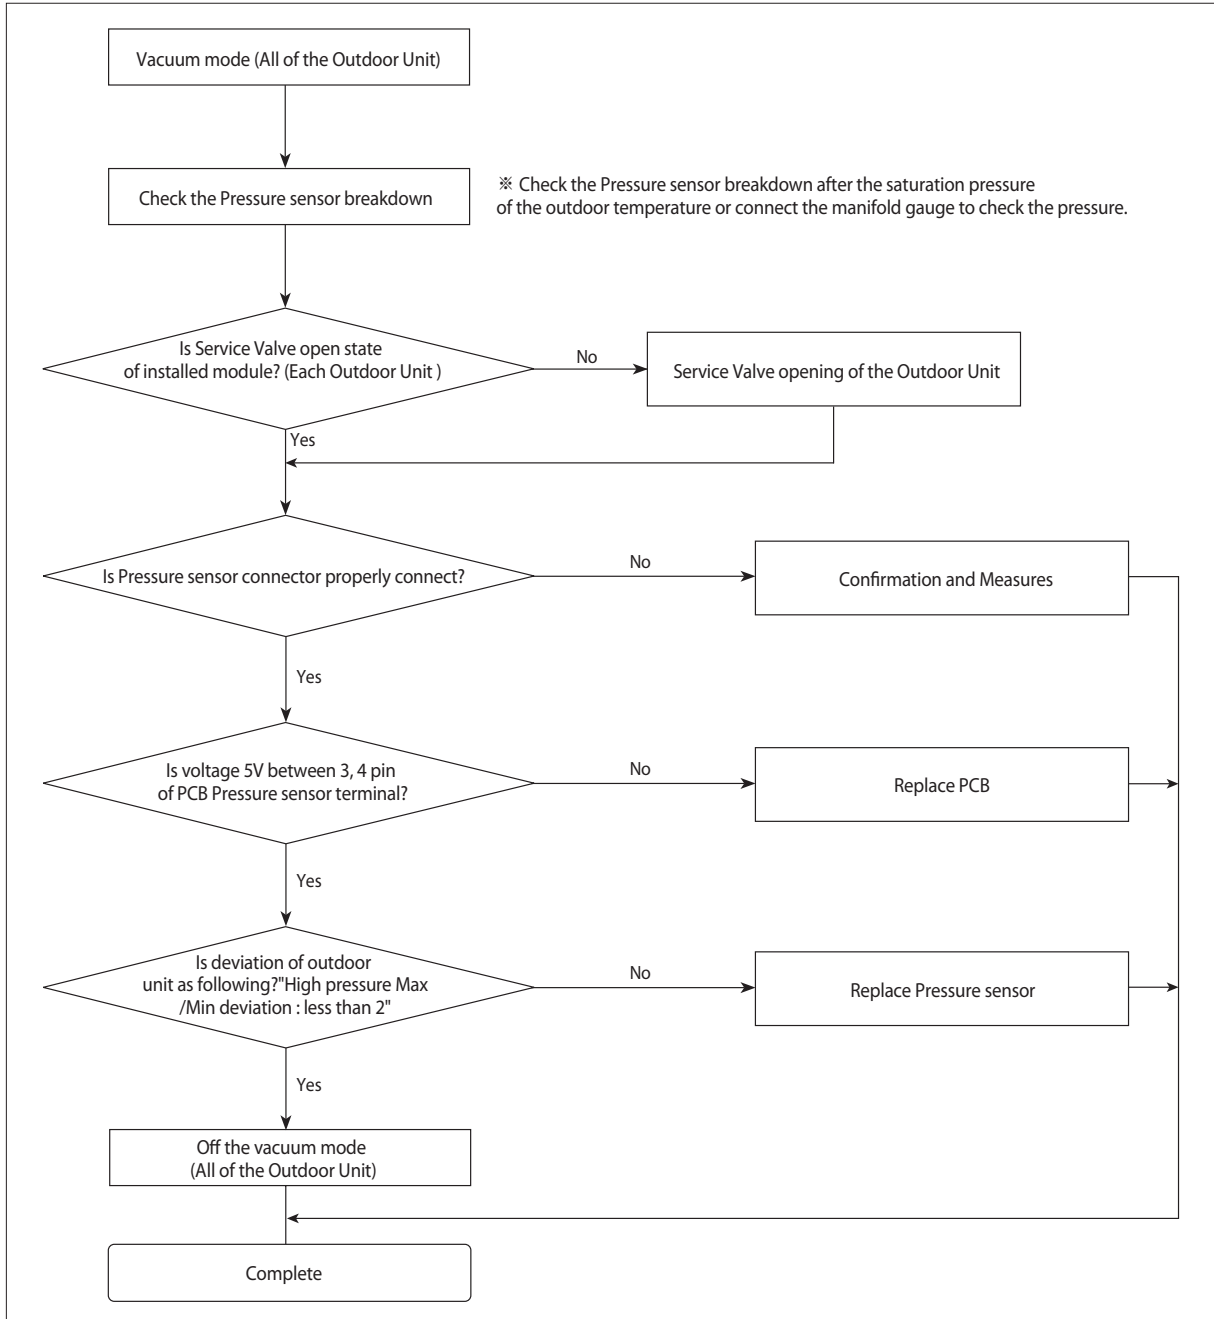 Vacuum mode (All of the Outdoor Unit)
Check the Pressure sensor breakdown
※ Check the Pressure sensor breakdown after the saturation pressure
of the outdoor temperature or connect the manifold gauge to check the pressure.
Is Service Valve open state
of installed module? (Each Outdoor Unit )
No
Service Valve opening of the Outdoor Unit
Yes
Is Pressure sensor connector properly connect?
No
Confirmation and Measures
Yes
Is voltage 5V between 3, 4 pin
of PCB Pressure sensor terminal?
No
Replace PCB
Yes
Is deviation of outdoor
unit as following?"High pressure Max
/Min deviation : less than 2"
No
Replace Pressure sensor
Yes
Off the vacuum mode
(All of the Outdoor Unit)
Complete